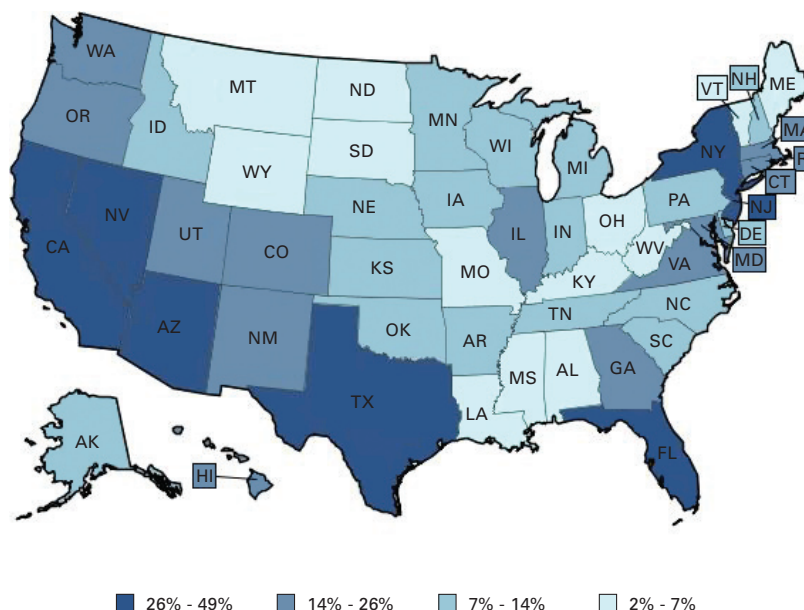 WA
MT
ND
MN
VT
NH
ME
OR
ID
WI
NY
MA
SD
MI
WY
CT
IA
PA
NJ
NE
NV
OH
IL
IN
DE
UT
CO
WV
MD
CA
VA
KS
MO
KY
NC
TN
AZ
OK
NM
AR
SC
GA
MS
AL
TX
LA
AK
FL
HI
26% - 49%
14% - 26%
7% - 14%
2% - 7%